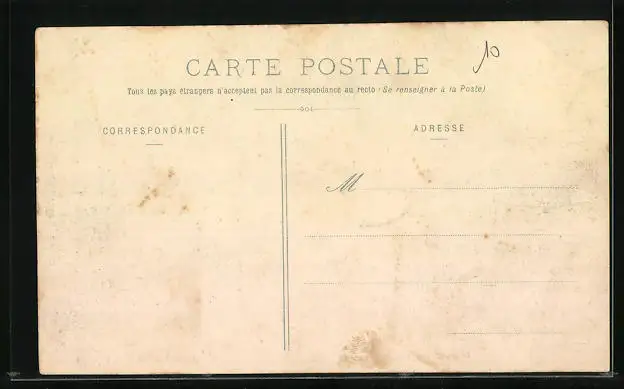 10
CARTE POSTALE
Tous les pays étrangers n'acceptent pas la correspondance au recto (Se renseigner à la Poste)
CORRESPONDANCE
ADRESSE
M